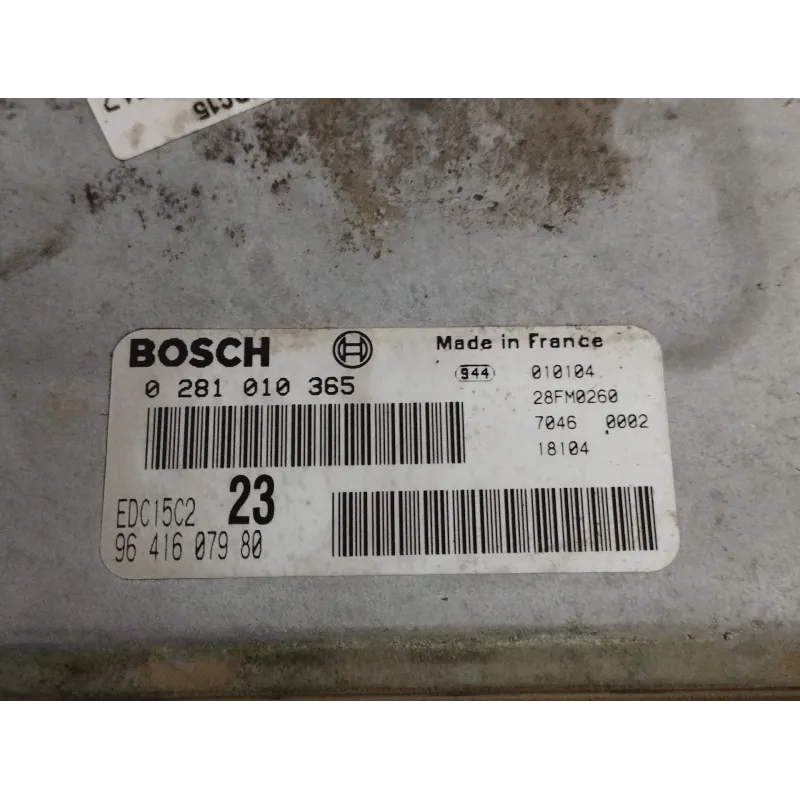 BOSCH
Made in France
0 281 010 365
944 010104
28FM0260
7046 0002
18104
EDC15C2 23
96 416 079 80